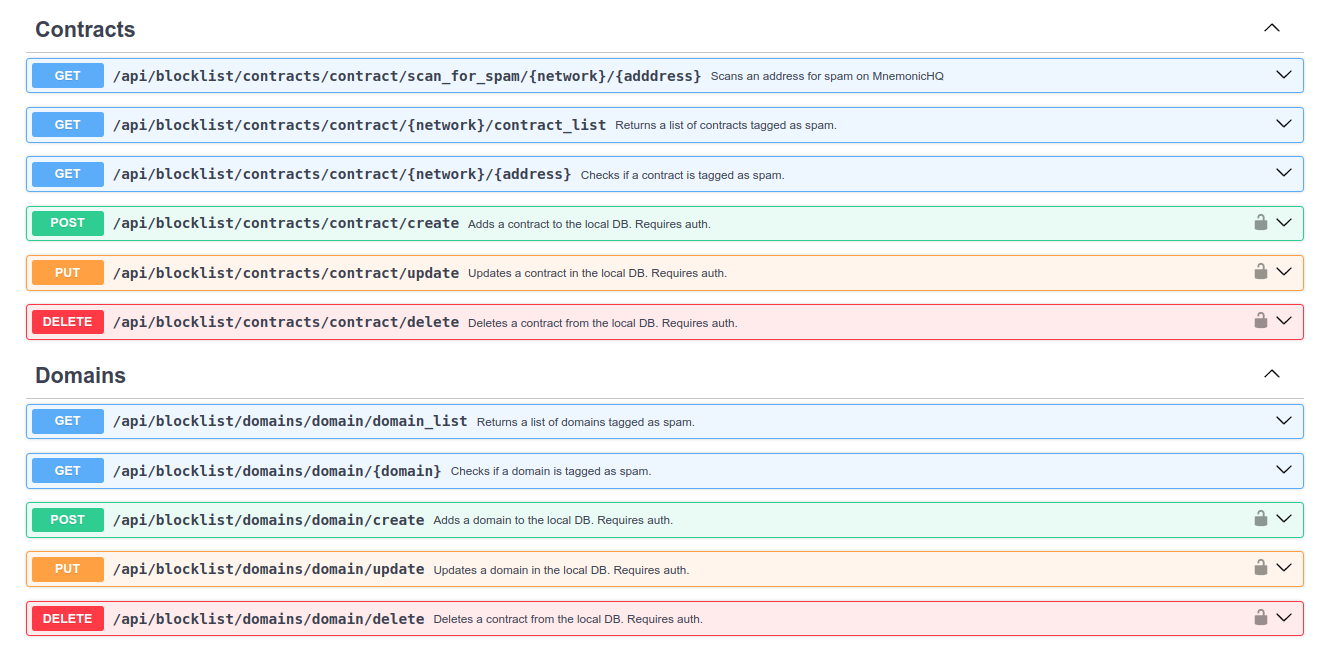 Contracts
GET /api/blocklist/contracts/contract/scan_for_spam/{network}/{adddress} Scans an address for spam on MnemonicHQ
GET /api/blocklist/contracts/contract/{network}/contract_list Returns a list of contracts tagged as spam.
GET /api/blocklist/contracts/contract/{network}/{address} Checks if a contract is tagged as spam.
POST /api/blocklist/contracts/contract/create Adds a contract to the local DB. Requires auth.
PUT /api/blocklist/contracts/contract/update Updates a contract in the local DB. Requires auth.
DELETE /api/blocklist/contracts/contract/delete Deletes a contract from the local DB. Requires auth.
Domains
GET /api/blocklist/domains/domain/domain_list Returns a list of domains tagged as spam.
GET /api/blocklist/domains/domain/{domain} Checks if a domain is tagged as spam.
POST /api/blocklist/domains/domain/create Adds a domain to the local DB. Requires auth.
PUT /api/blocklist/domains/domain/update Updates a domain in the local DB. Requires auth.
DELETE /api/blocklist/domains/domain/delete Deletes a contract from the local DB. Requires auth.